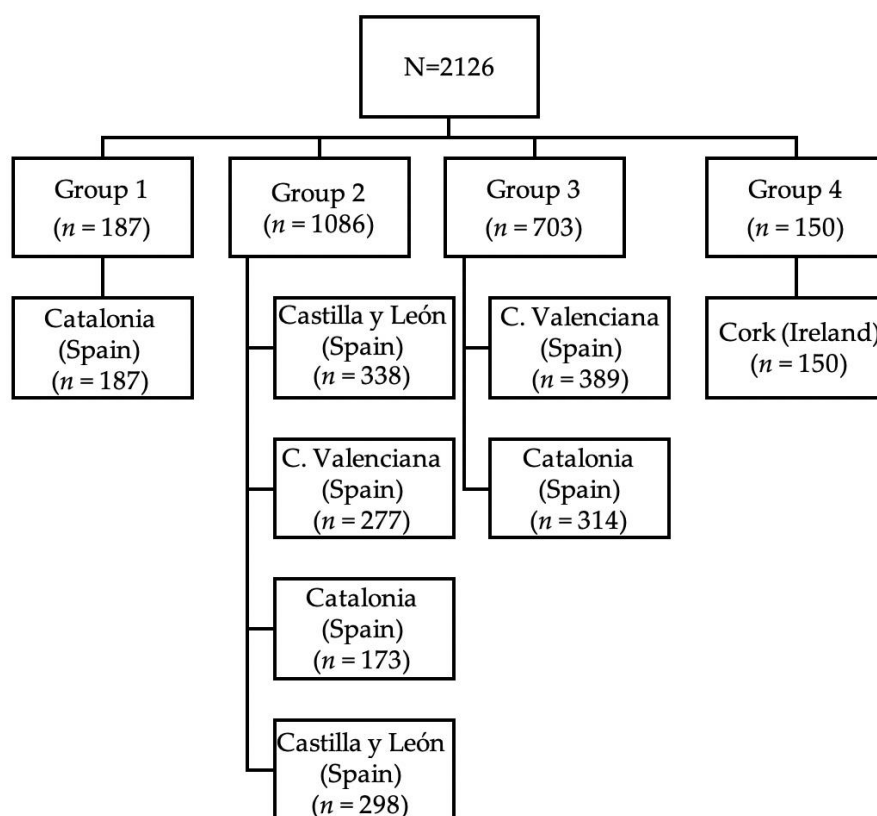 N=2126
Group 1
(n = 187)
Group 2
(n = 1086)
Group 3
(n = 703)
Group 4
(n = 150)
Catalonia
(Spain)
(n = 187)
Castilla y León
(Spain)
(n = 338)
C. Valenciana
(Spain)
(n = 277)
Catalonia
(Spain)
(n = 173)
Castilla y León
(Spain)
(n = 298)
C. Valenciana
(Spain)
(n = 389)
Catalonia
(Spain)
(n = 314)
Cork (Ireland)
(n = 150)